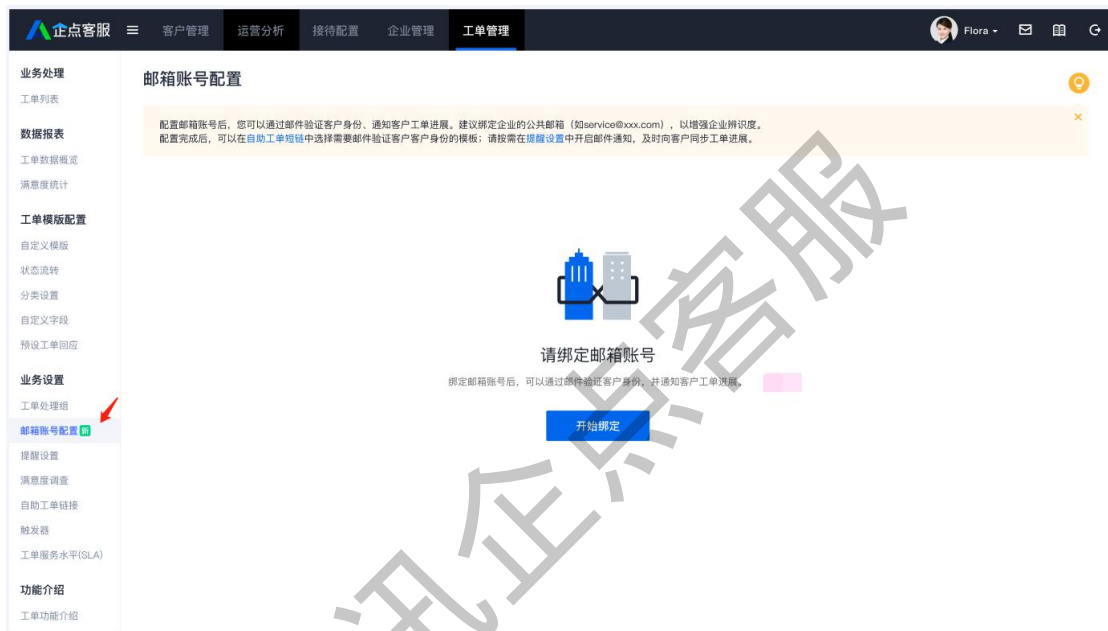 企点客服
客户管理
运营分析
接待配置
企业管理
工单管理
Flora
业务处理
工单列表
数据报表
工单数据概览
满意度统计
工单模版配置
自定义模版
状态流转
分类设置
自定义字段
预设工单回应
业务设置
工单处理组
邮箱账号配置 新
提醒设置
满意度调查
自助工单链接
触发器
工单服务水平(SLA)
功能介绍
工单功能介绍
邮箱账号配置
配置邮箱账号后，您可以通过邮件验证客户身份、通知客户工单进展。建议绑定企业的公共邮箱（如service@xxx.com），以增强企业辨识度。
配置完成后，可以在自助工单短链中选择需要邮件验证客户客户身份的模板；请按需在提醒设置中开启邮件通知，及时向客户同步工单进展。
请绑定邮箱账号
绑定邮箱账号后，可以通过邮件验证客户身份，并通知客户工单进展。
开始绑定
讯企点客服